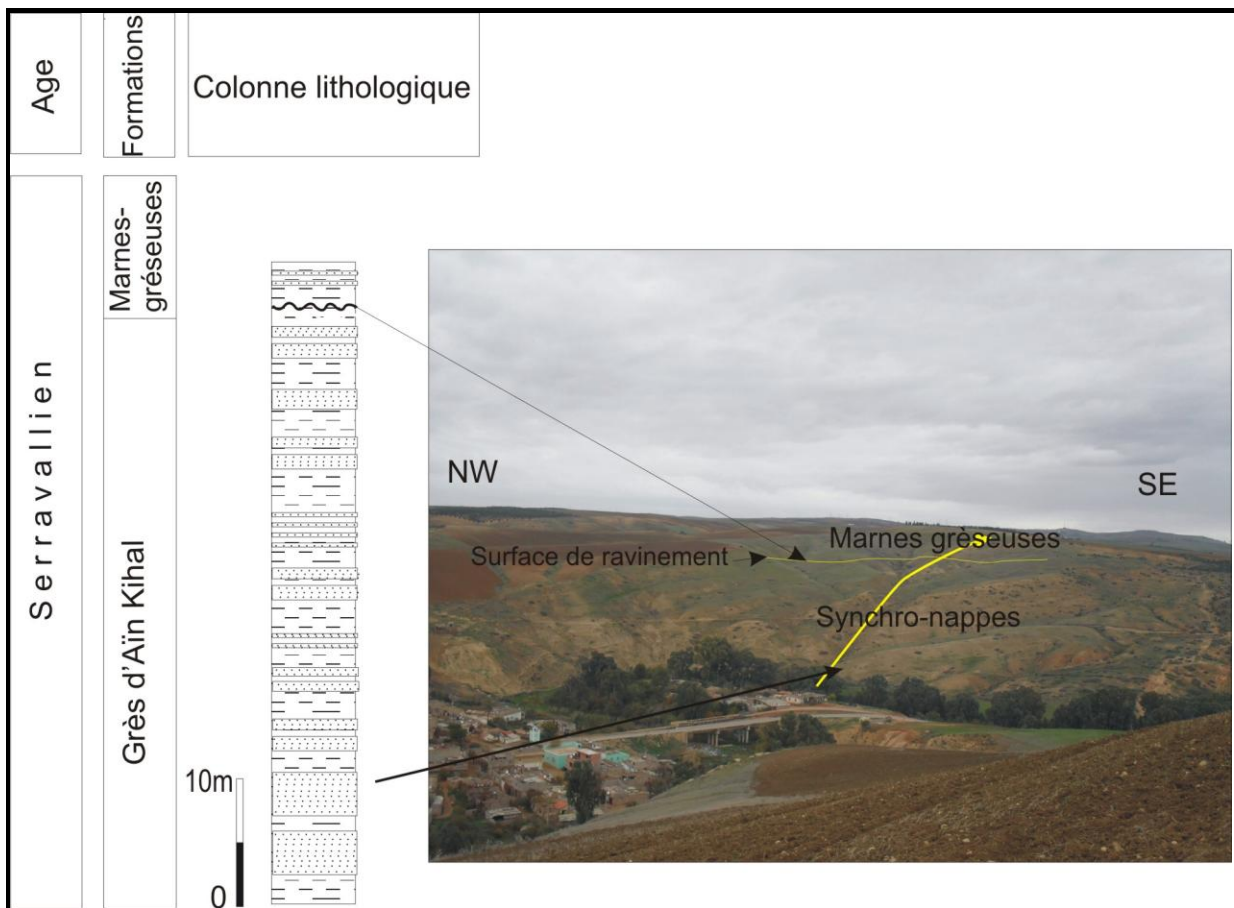 Age
Formations
Colonne lithologique
Serravallien
Marnes-
gréseuses
Grès d'Aïn Kihal
10m
0
NW
SE
Marnes grèseuses
Surface de ravinement
Synchro-nappes